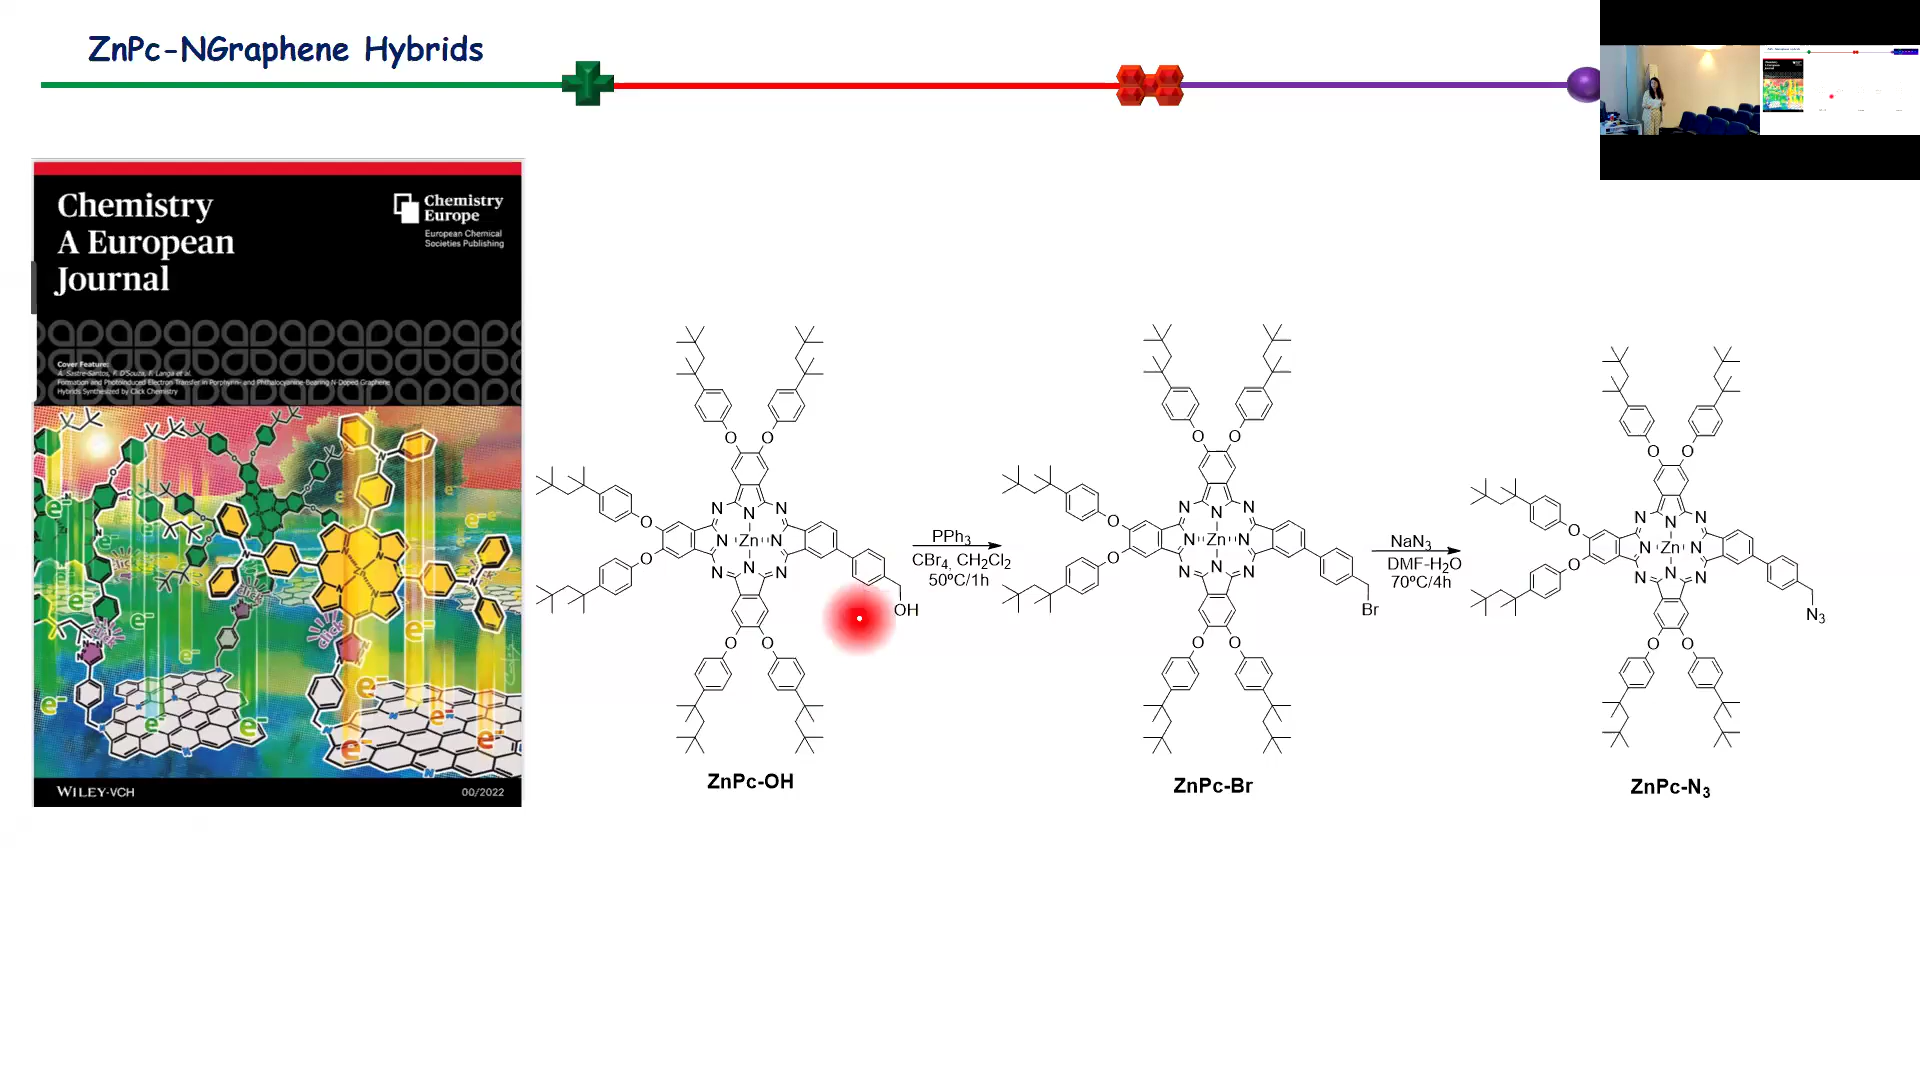 ZnPc-NGraphene Hybrids
Chemistry
A European
Journal
Chemistry
Europe
European Chemical
Societies Publishing
Cover Feature:
A. Sastre-Santos, F. D'Souza, F. Langa et al.
Formation and Photoinduced Electron Transfer in Porphyrin- and Phthalocyanine-Bearing N-Doped Graphene
Hybrids Synthesized by Click Chemistry
click
e⁻
WILEY-VCH
00/2022
O O
O O
N N N
N Zn N
N N N
O O
OH
ZnPc-OH
PPh₃
CBr₄, CH₂Cl₂
50ºC/1h
O O
O O
N N N
N Zn N
N N N
O O
Br
ZnPc-Br
NaN₃
DMF-H₂O
70ºC/4h
O O
O O
N N N
N Zn N
N N N
O O
N₃
ZnPc-N₃